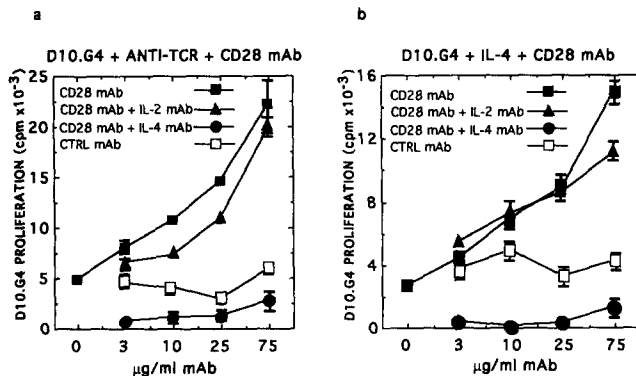 a
D10.G4 + ANTI-TCR + CD28 mAb
D10.G4 PROLIFERATION (cpm x10⁻³)
25
20
15
10
5
0
CD28 mAb
CD28 mAb + IL-2 mAb
CD28 mAb + IL-4 mAb
CTRL mAb
0 3 10 25 75
µg/ml mAb
b
D10.G4 + IL-4 + CD28 mAb
D10.G4 PROLIFERATION (cpm x10⁻³)
16
12
8
4
0
CD28 mAb
CD28 mAb + IL-2 mAb
CD28 mAb + IL-4 mAb
CTRL mAb
0 3 10 25 75
µg/ml mAb